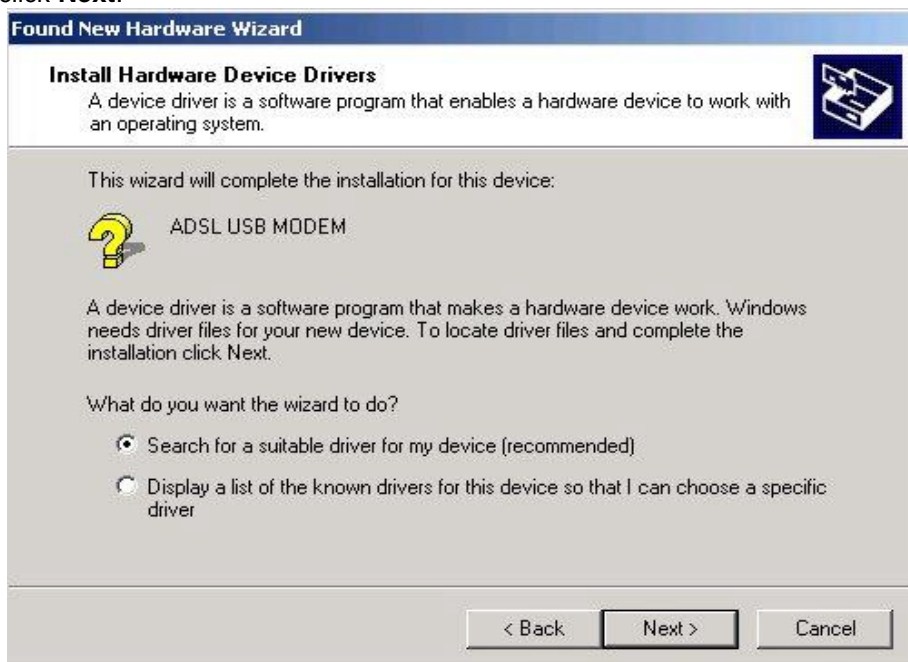 click Next.
Found New Hardware Wizard
Install Hardware Device Drivers
A device driver is a software program that enables a hardware device to work with
an operating system.
This wizard will complete the installation for this device:
ADSL USB MODEM
A device driver is a software program that makes a hardware device work. Windows
needs driver files for your new device. To locate driver files and complete the
installation click Next.
What do you want the wizard to do?
Search for a suitable driver for my device (recommended)
Display a list of the known drivers for this device so that I can choose a specific
driver
< Back Next > Cancel